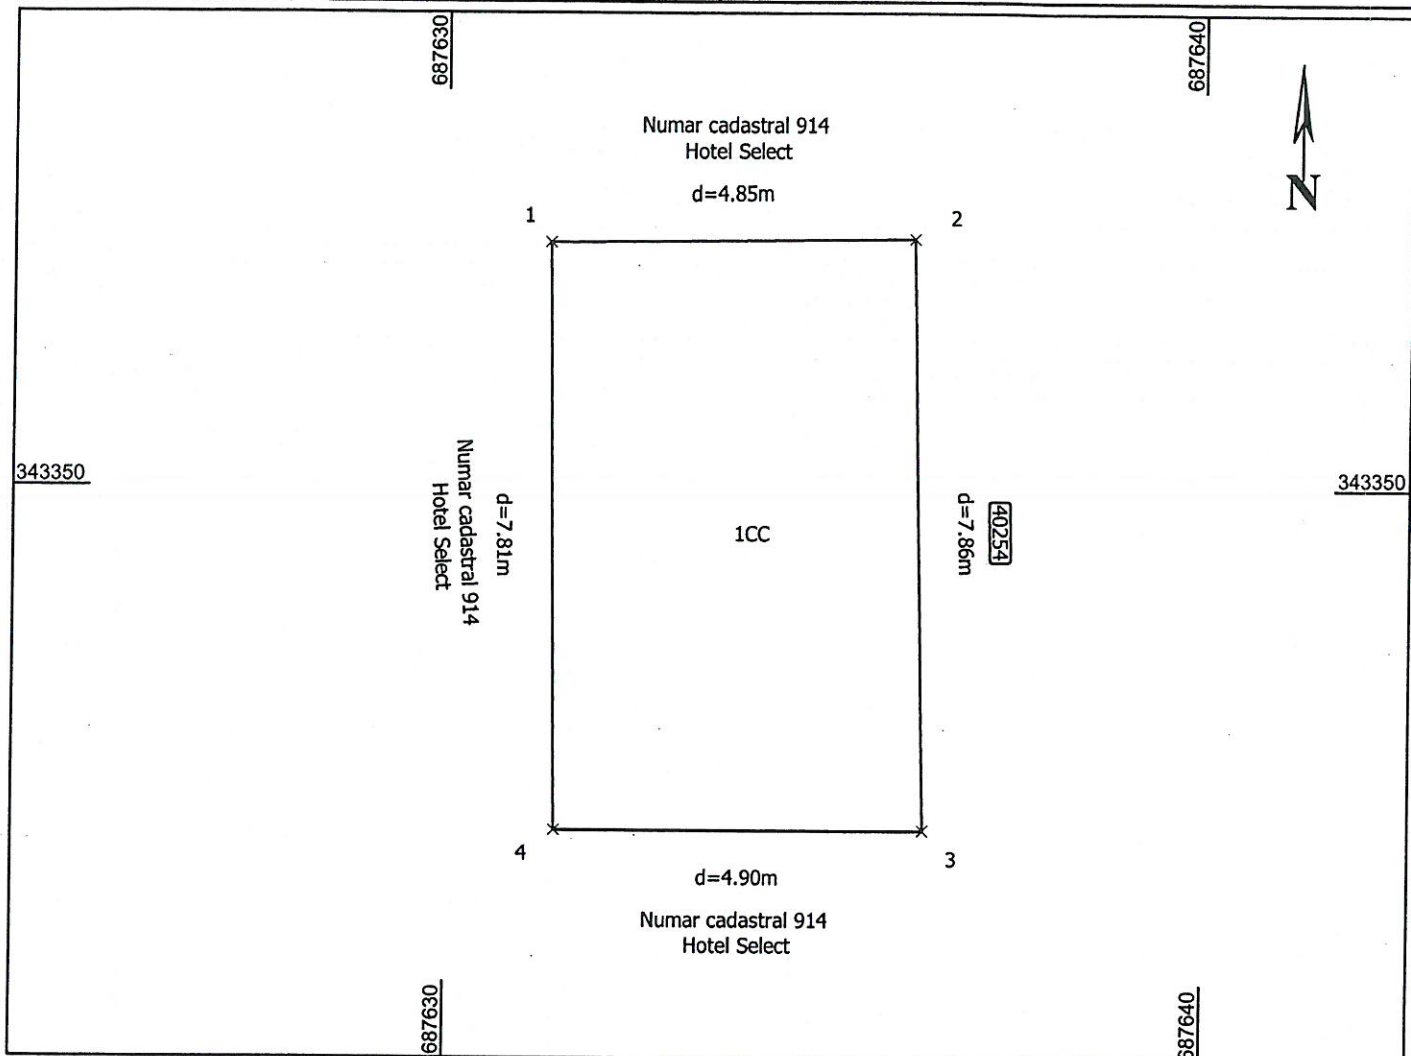 687630
687640
Numar cadastral 914
Hotel Select
d=4.85m
N
1
2
343350
343350
Numar cadastral 914
Hotel Select
d=7.81m
1CC
d=7.86m
40254
4
3
d=4.90m
Numar cadastral 914
Hotel Select
687630
687640